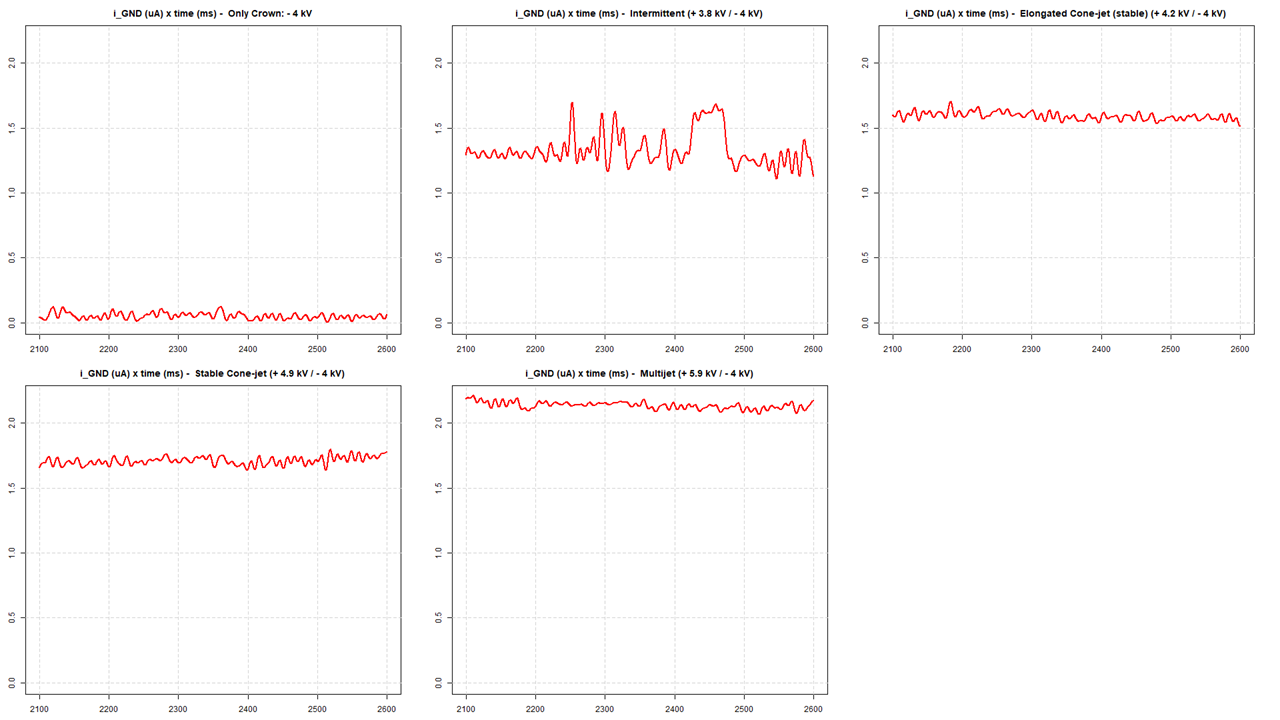 i_GND (uA) x time (ms) - Only Crown: - 4 kV
2.0
1.5
1.0
0.5
0.0
2100 2200 2300 2400 2500 2600
i_GND (uA) x time (ms) - Intermittent (+ 3.8 kV / - 4 kV)
2.0
1.5
1.0
0.5
0.0
2100 2200 2300 2400 2500 2600
i_GND (uA) x time (ms) - Elongated Cone-jet (stable) (+ 4.2 kV / - 4 kV)
2.0
1.5
1.0
0.5
0.0
2100 2200 2300 2400 2500 2600
i_GND (uA) x time (ms) - Stable Cone-jet (+ 4.9 kV / - 4 kV)
2.0
1.5
1.0
0.5
0.0
2100 2200 2300 2400 2500 2600
i_GND (uA) x time (ms) - Multijet (+ 5.9 kV / - 4 kV)
2.0
1.5
1.0
0.5
0.0
2100 2200 2300 2400 2500 2600